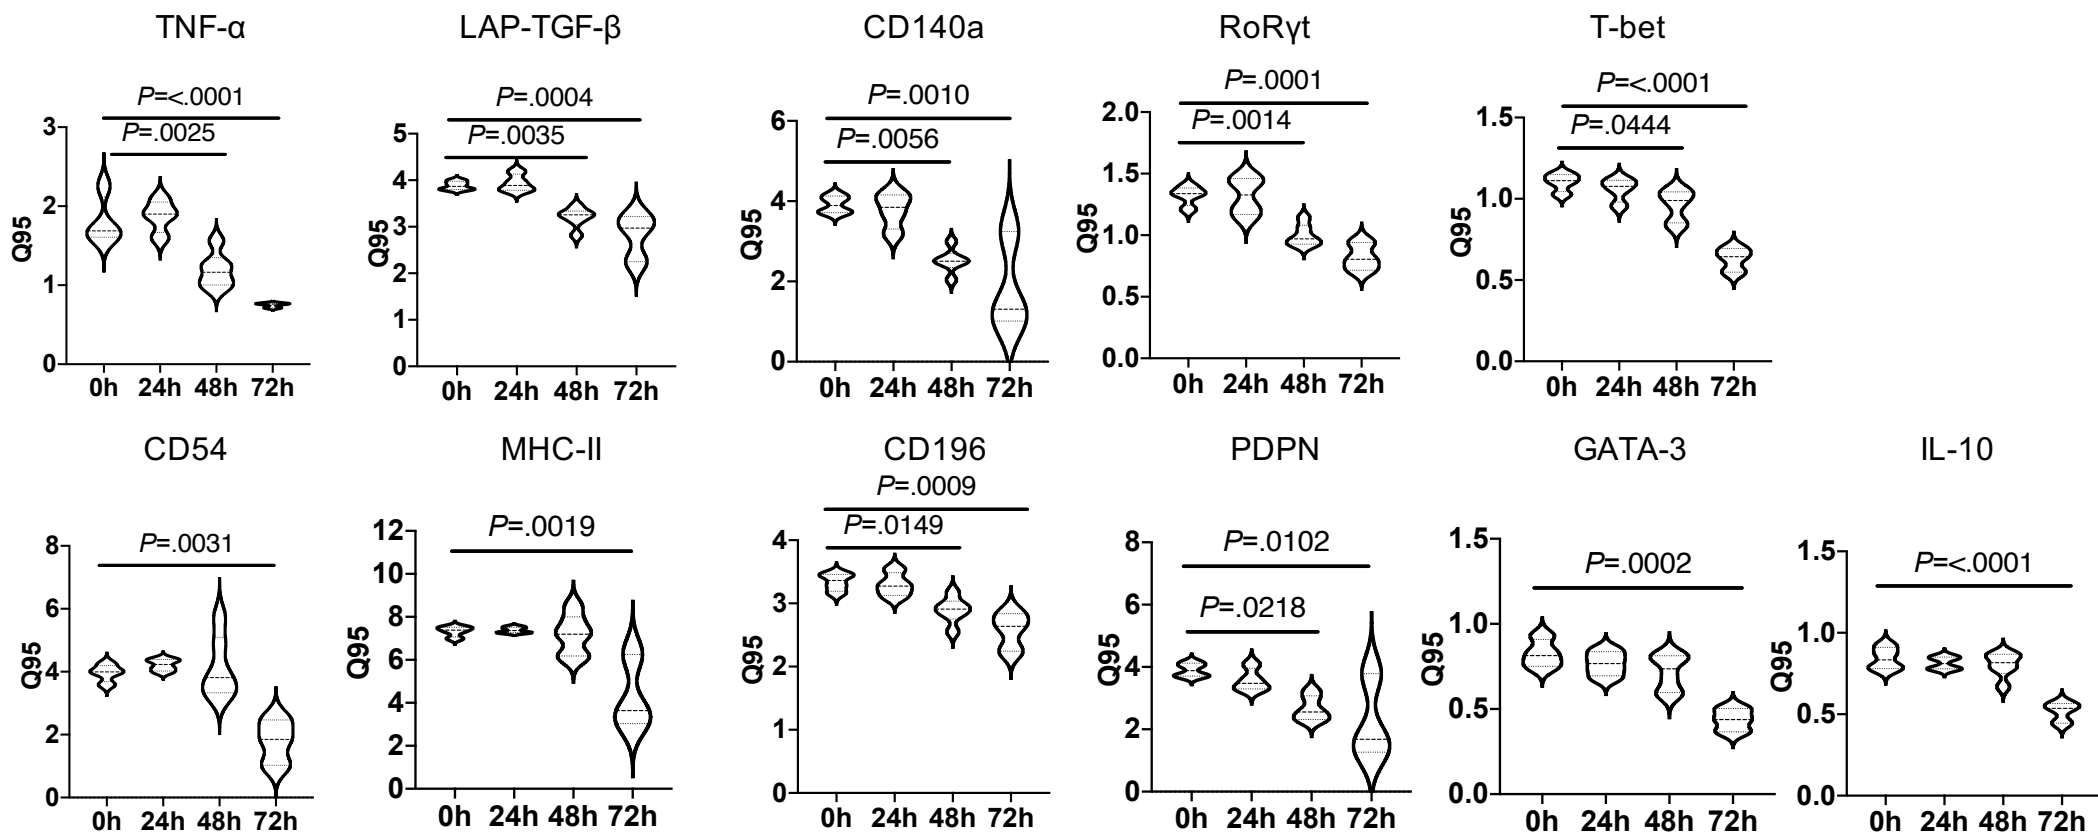 TNF-α LAP-TGF-β CD140a RoRγt T-bet
P=<.0001
P=.0025
3
2
1
0
Q95
0h 24h 48h 72h
P=.0004
P=.0035
5
4
3
2
1
0
Q95
0h 24h 48h 72h
P=.0010
P=.0056
6
4
2
0
Q95
0h 24h 48h 72h
P=.0001
P=.0014
2.0
1.5
1.0
0.5
0.0
Q95
0h 24h 48h 72h
P=<.0001
P=.0444
1.5
1.0
0.5
0.0
Q95
0h 24h 48h 72h
CD54 MHC-II CD196 PDPN GATA-3 IL-10
P=.0031
8
6
4
2
0
Q95
0h 24h 48h 72h
P=.0019
12
10
8
6
4
2
0
Q95
0h 24h 48h 72h
P=.0009
P=.0149
4
3
2
1
0
Q95
0h 24h 48h 72h
P=.0102
P=.0218
8
6
4
2
0
Q95
0h 24h 48h 72h
P=.0002
1.5
1.0
0.5
0.0
Q95
0h 24h 48h 72h
P=<.0001
1.5
1.0
0.5
0.0
Q95
0h 24h 48h 72h